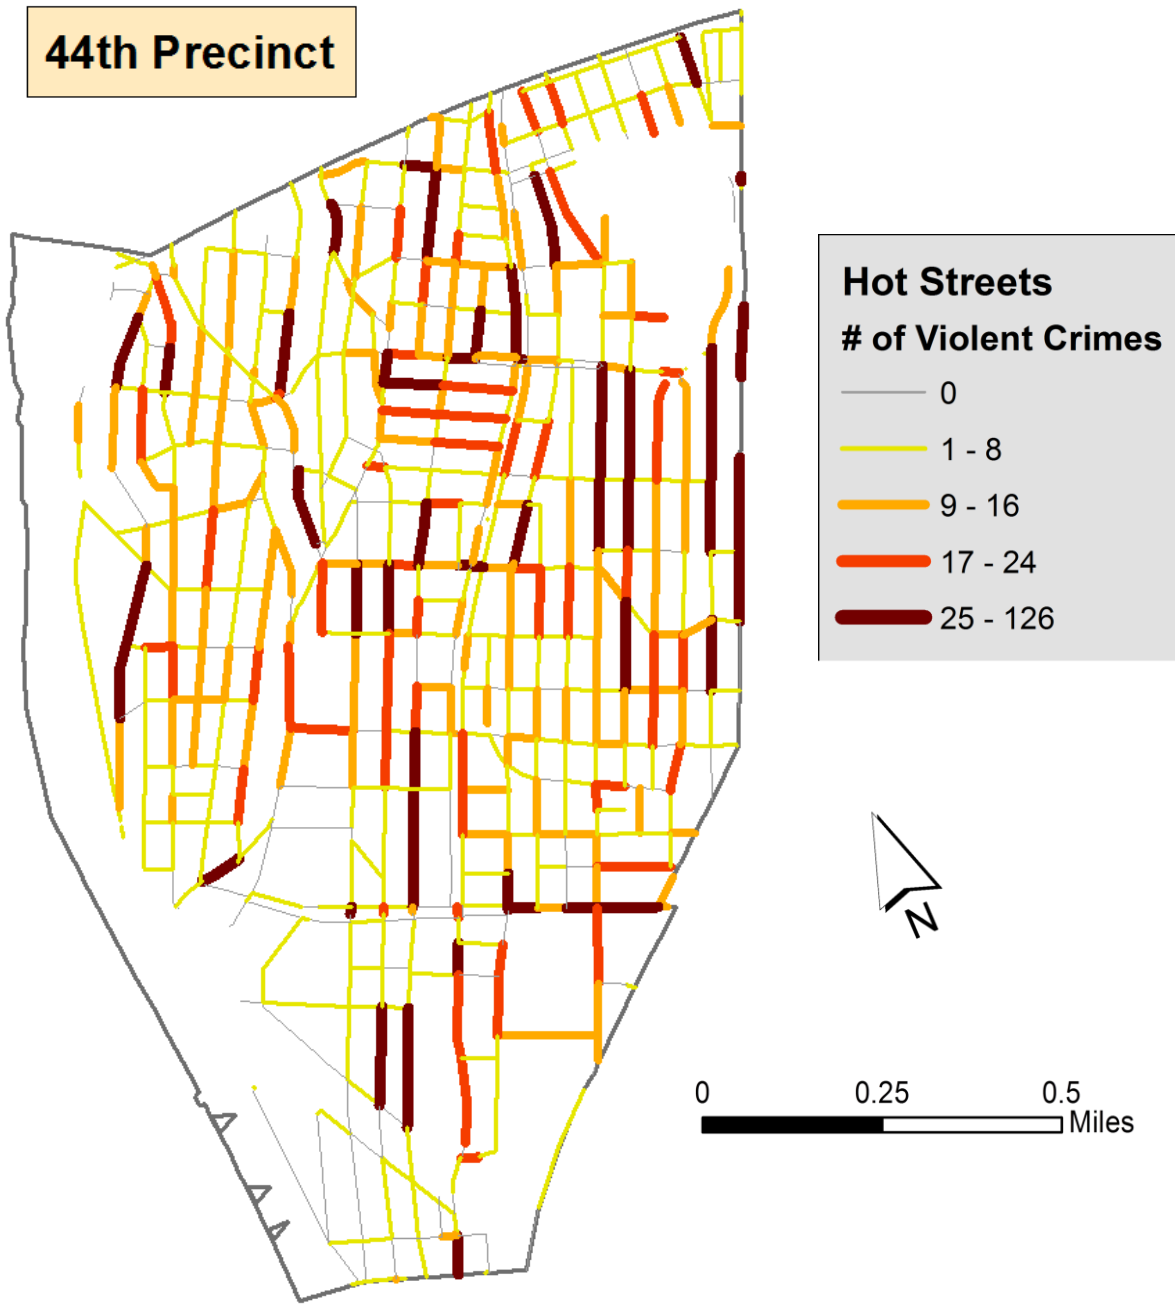 44th Precinct
Hot Streets
# of Violent Crimes
0
1 - 8
9 - 16
17 - 24
25 - 126
N
0 0.25 0.5
Miles